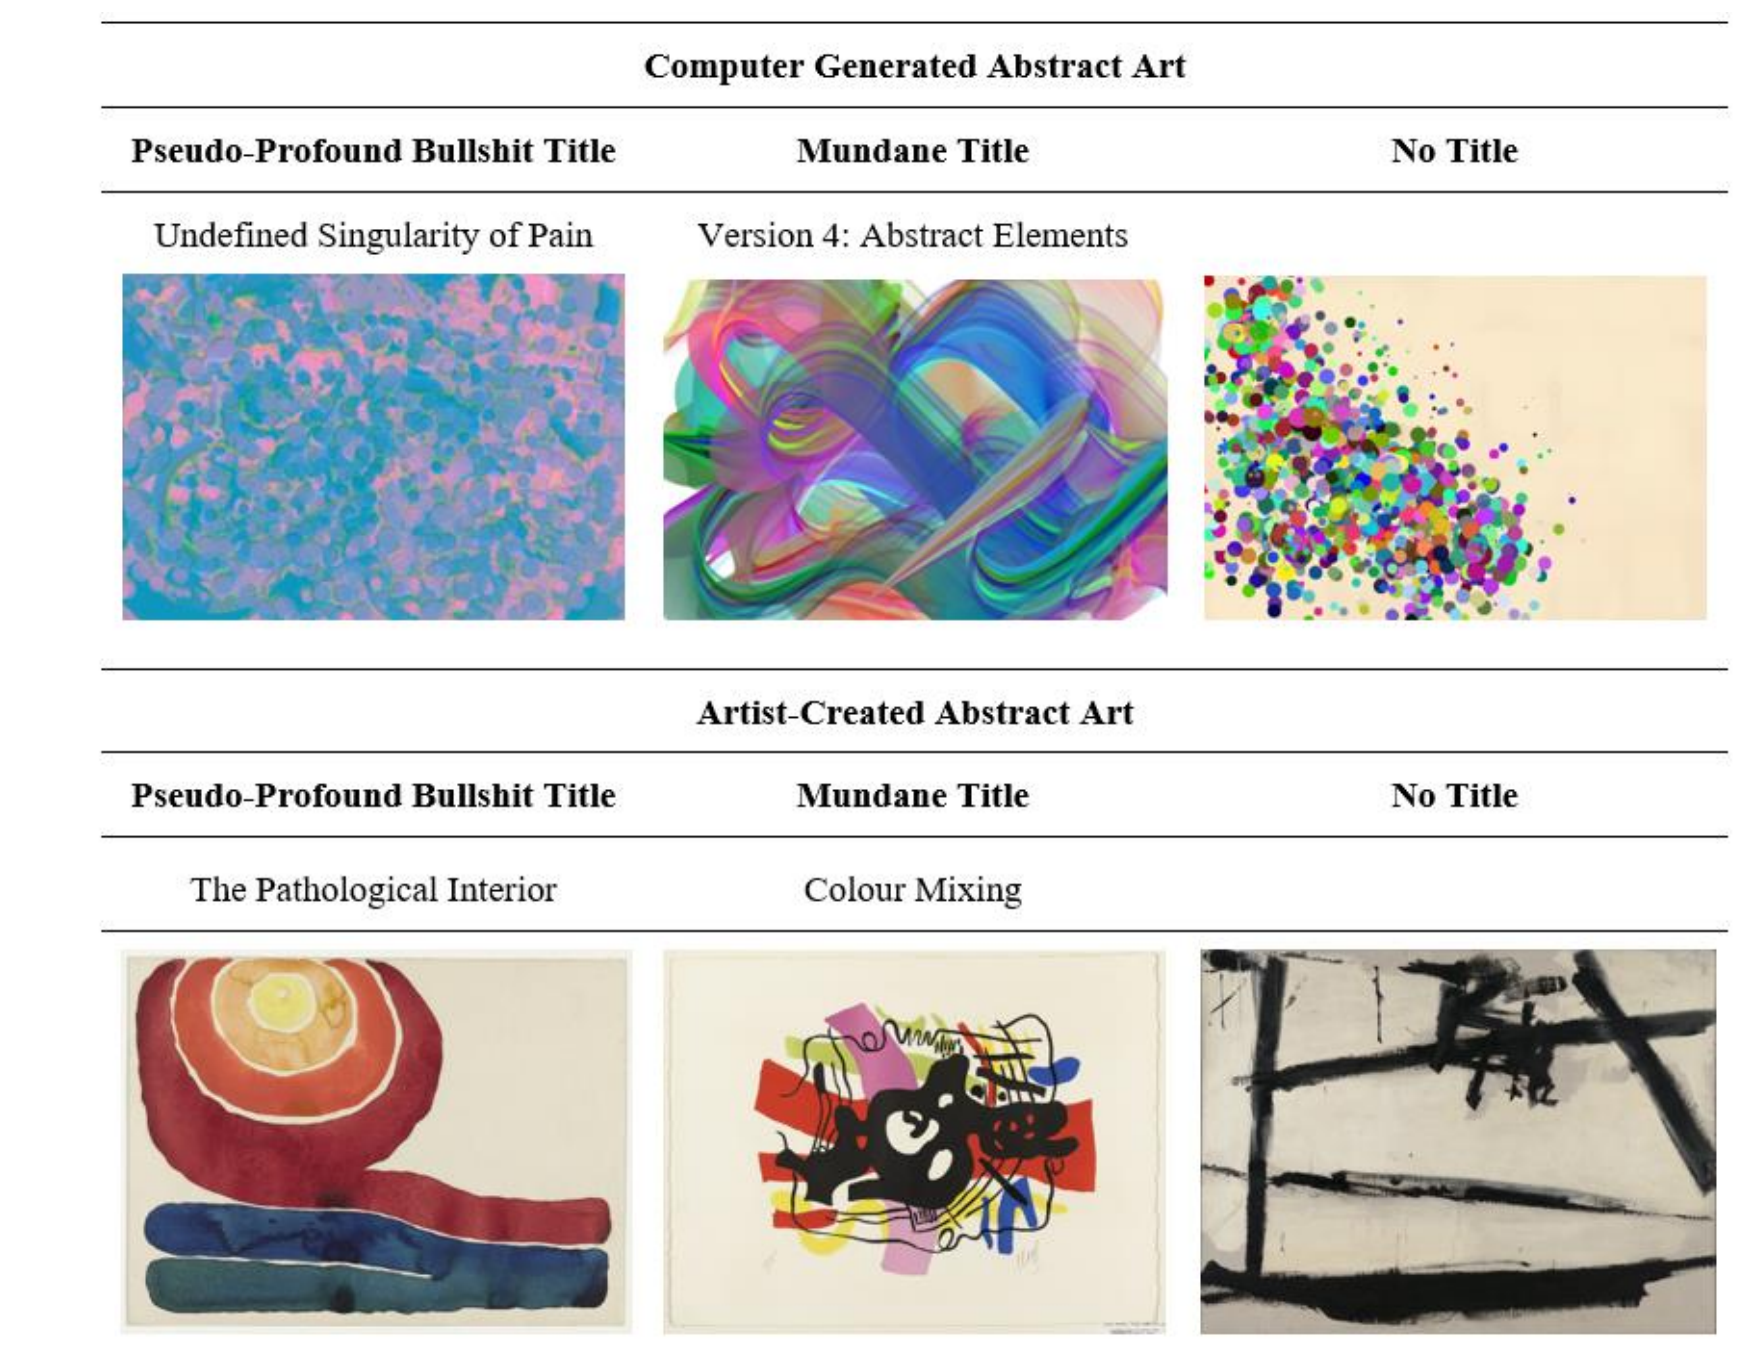 Computer Generated Abstract Art
Pseudo-Profound Bullshit Title Mundane Title No Title
Undefined Singularity of Pain Version 4: Abstract Elements
Artist-Created Abstract Art
Pseudo-Profound Bullshit Title Mundane Title No Title
The Pathological Interior Colour Mixing